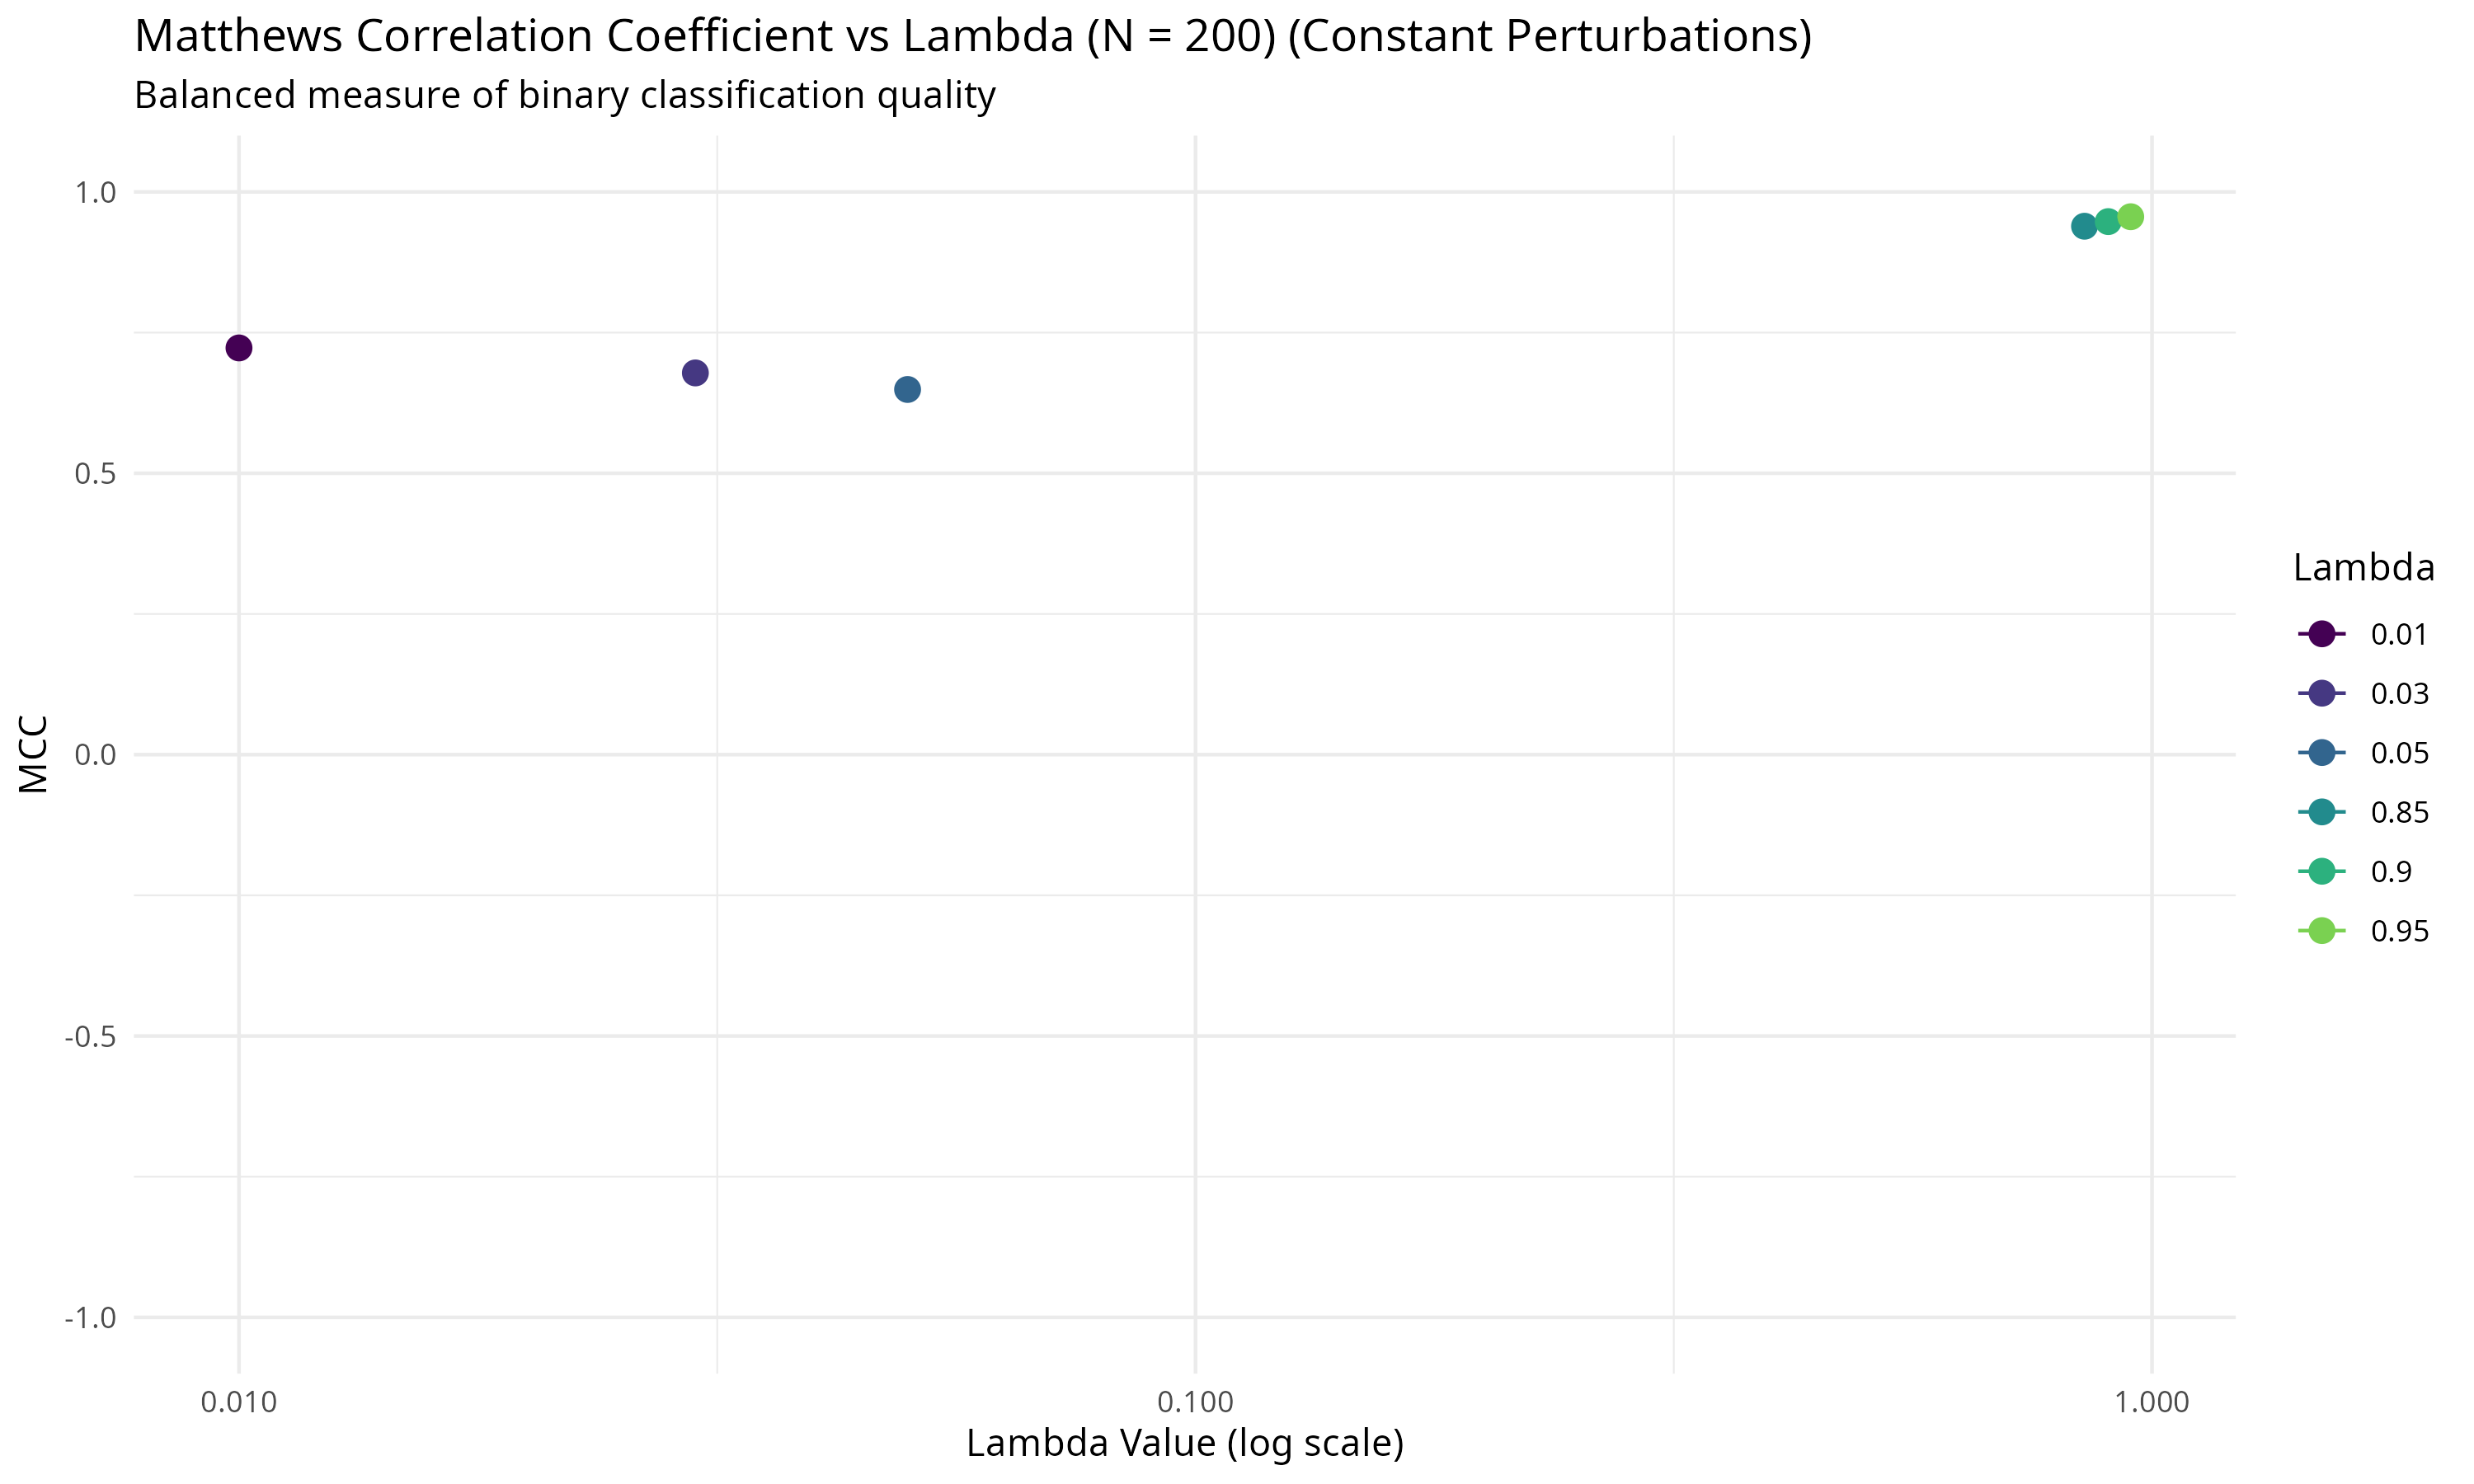 Matthews Correlation Coefficient vs Lambda (N = 200) (Constant Perturbations)
Balanced measure of binary classification quality
1.0
0.5
0.0
-0.5
-1.0
MCC
0.010
0.100
1.000
Lambda Value (log scale)
Lambda
0.01
0.03
0.05
0.85
0.9
0.95